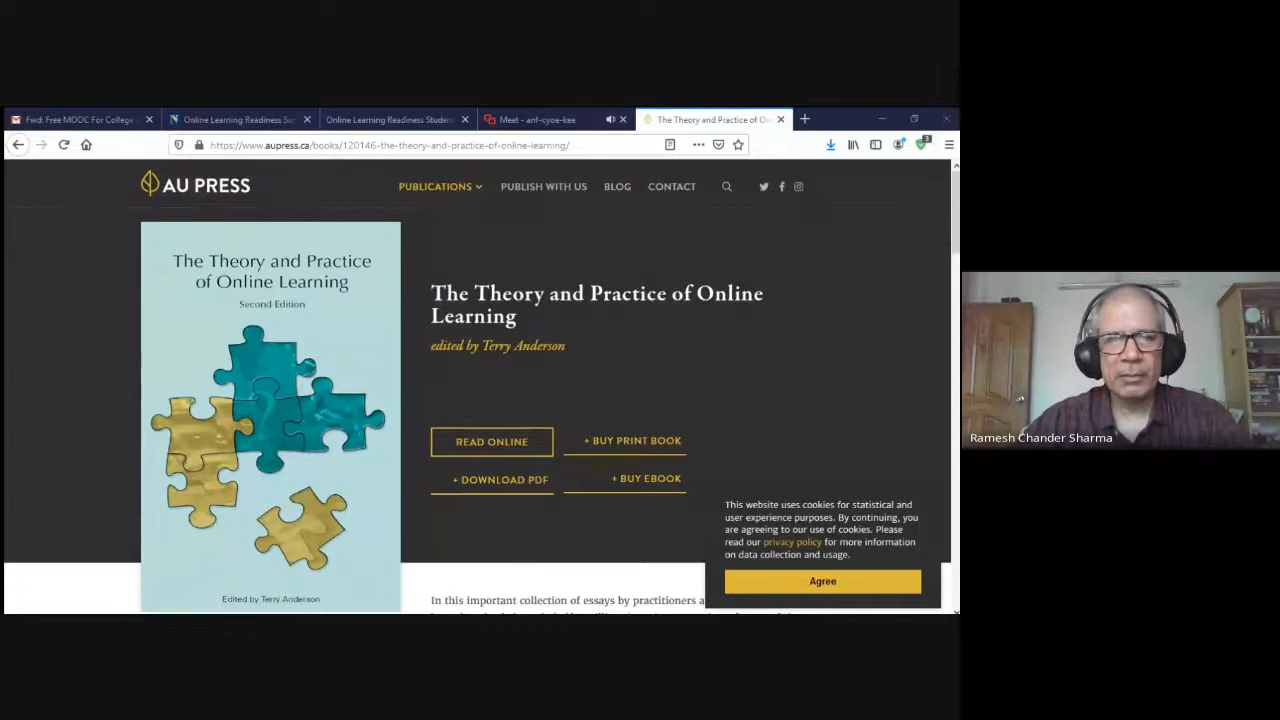 Fwd: Free MOOC For College
Online Learning Readiness Sur
Online Learning Readiness Student
Meet - anf-cyoe-kee
The Theory and Practice of On
https://www.aupress.ca/books/120146-the-theory-and-practice-of-online-learning/
3
AU PRESS
PUBLICATIONS
PUBLISH WITH US
BLOG
CONTACT
The Theory and Practice
of Online Learning
Second Edition
Edited by Terry Anderson
The Theory and Practice of Online
Learning
edited by Terry Anderson
READ ONLINE
+ BUY PRINT BOOK
+ DOWNLOAD PDF
+ BUY EBOOK
In this important collection of essays by practitioners
This website uses cookies for statistical and
user experience purposes. By continuing, you
are agreeing to our use of cookies. Please
read our privacy policy for more information
on data collection and usage.
Agree
Ramesh Chander Sharma